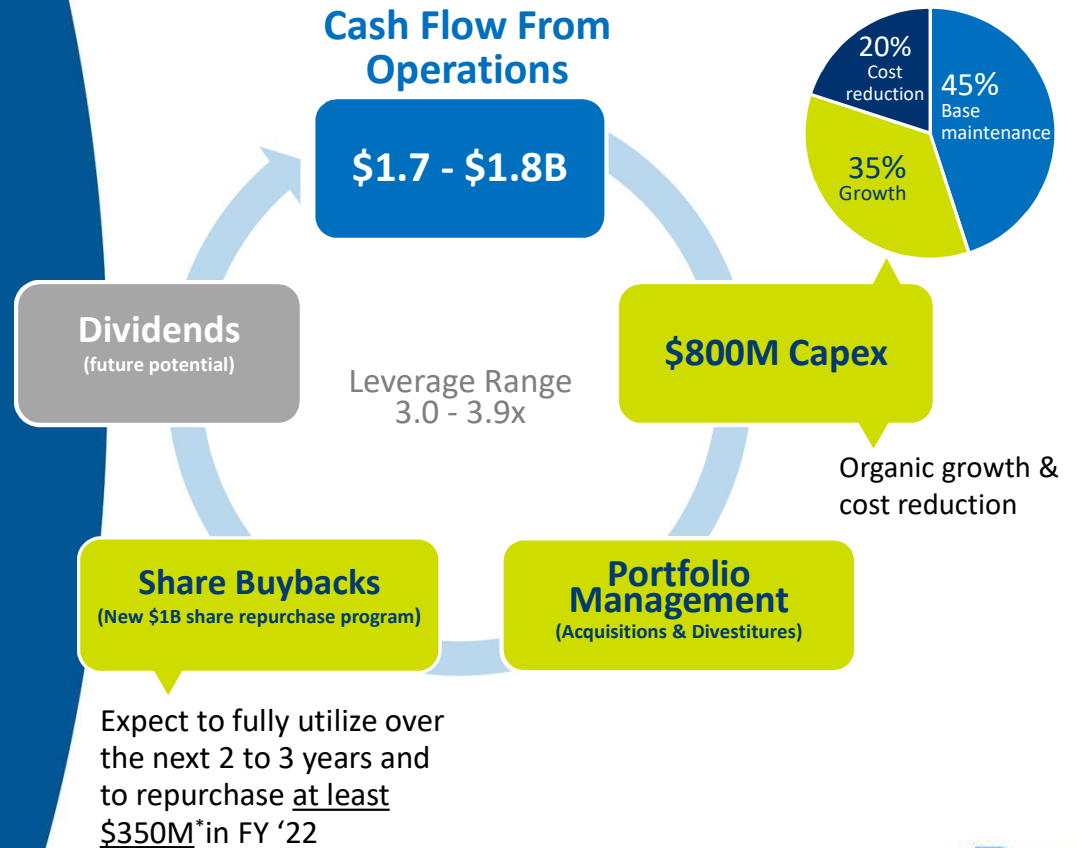 Cash Flow From
Operations
$1.7 - $1.8B
20%
Cost
reduction
45%
Base
maintenance
35%
Growth
Dividends
(future potential)
Leverage Range
3.0 - 3.9x
$800M Capex
Organic growth &
cost reduction
Share Buybacks
(New $1B share repurchase program)
Portfolio
Management
(Acquisitions & Divestitures)
Expect to fully utilize over
the next 2 to 3 years and
to repurchase at least
$350M* in FY ‘22